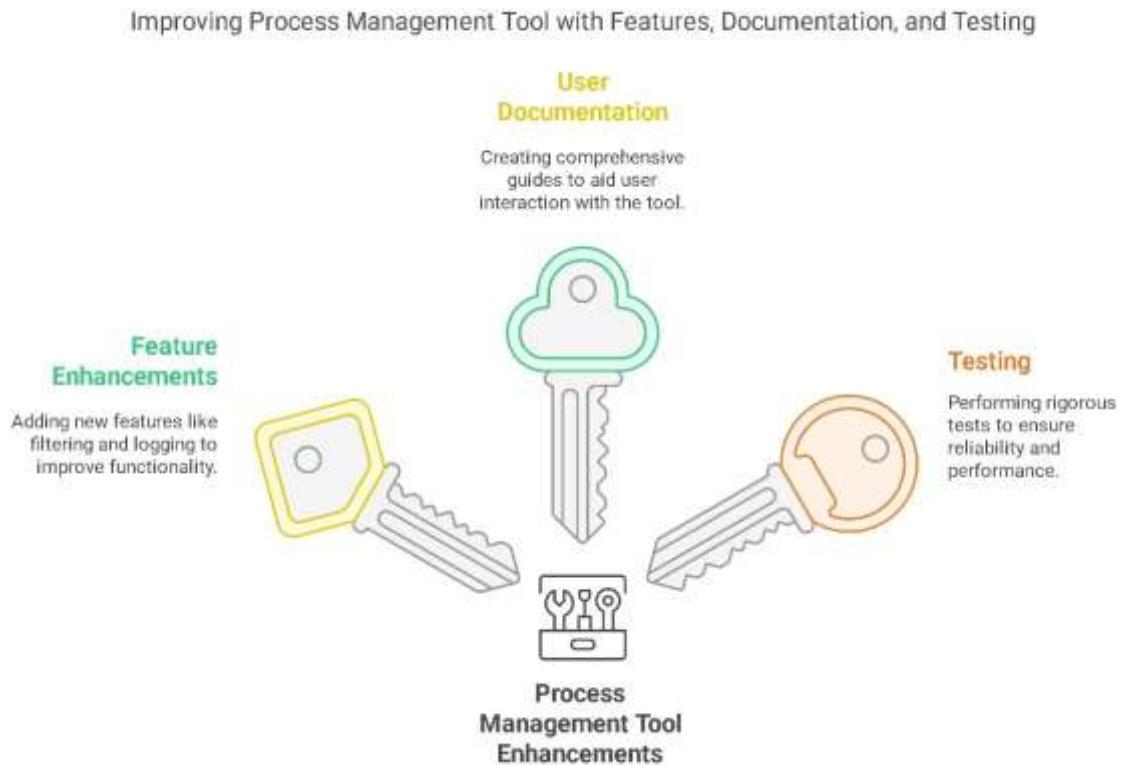 Improving Process Management Tool with Features, Documentation, and Testing
User
Documentation
Creating comprehensive
guides to aid user
interaction with the tool.
Feature
Enhancements
Adding new features like
filtering and logging to
improve functionality.
Testing
Performing rigorous
tests to ensure
reliability and
performance.
Process
Management Tool
Enhancements